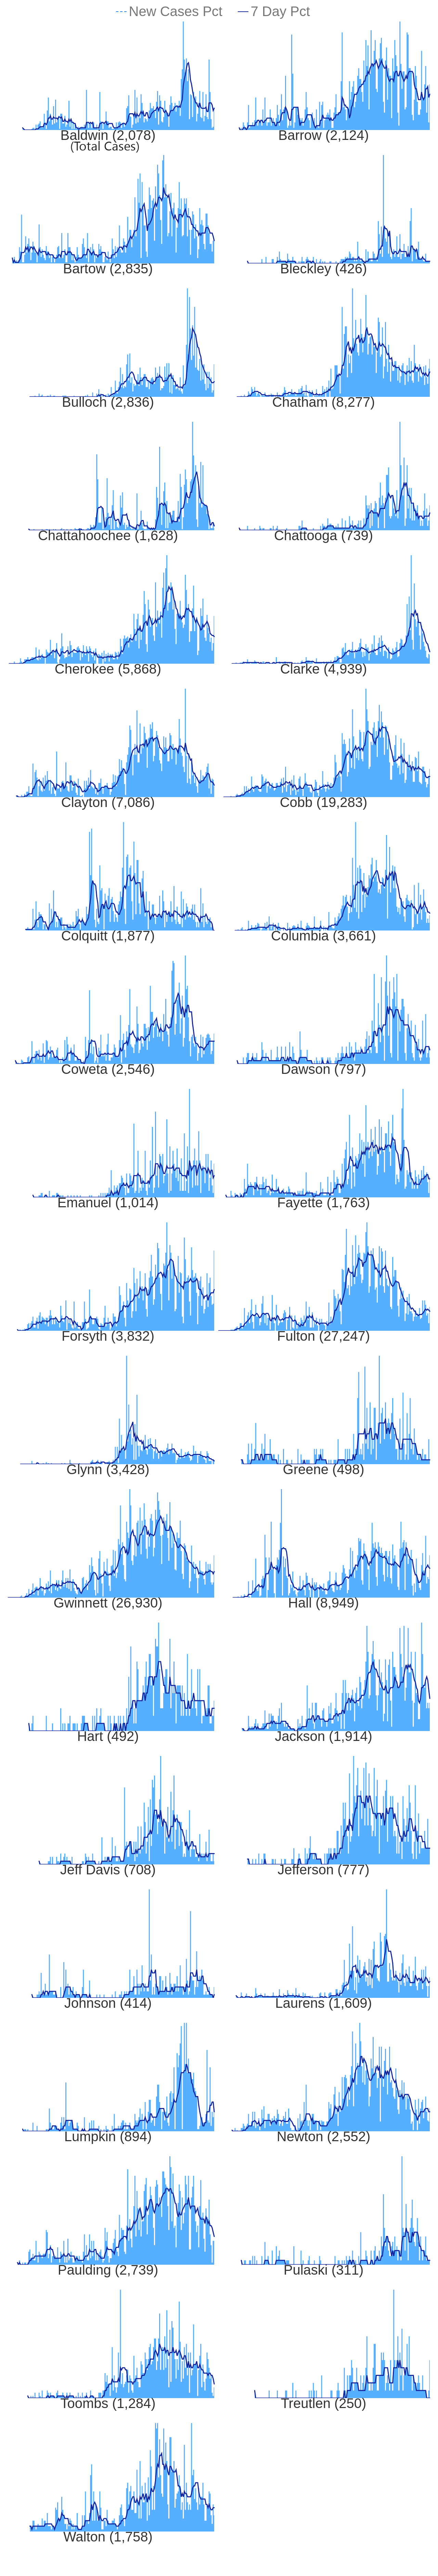 New Cases Pct 7 Day Pct
Baldwin (2,078) Barrow (2,124)
(Total Cases)
Bartow (2,835) Bleckley (426)
Bulloch (2,836) Chatham (8,277)
Chattahoochee (1,628) Chattooga (739)
Cherokee (5,868) Clarke (4,939)
Clayton (7,086) Cobb (19,283)
Colquitt (1,877) Columbia (3,661)
Coweta (2,546) Dawson (797)
Emanuel (1,014) Fayette (1,763)
Forsyth (3,832) Fulton (27,247)
Glynn (3,428) Greene (498)
Gwinnett (26,930) Hall (8,949)
Hart (492) Jackson (1,914)
Jeff Davis (708) Jefferson (777)
Johnson (414) Laurens (1,609)
Lumpkin (894) Newton (2,552)
Paulding (2,739) Pulaski (311)
Toombs (1,284) Treutlen (250)
Walton (1,758)